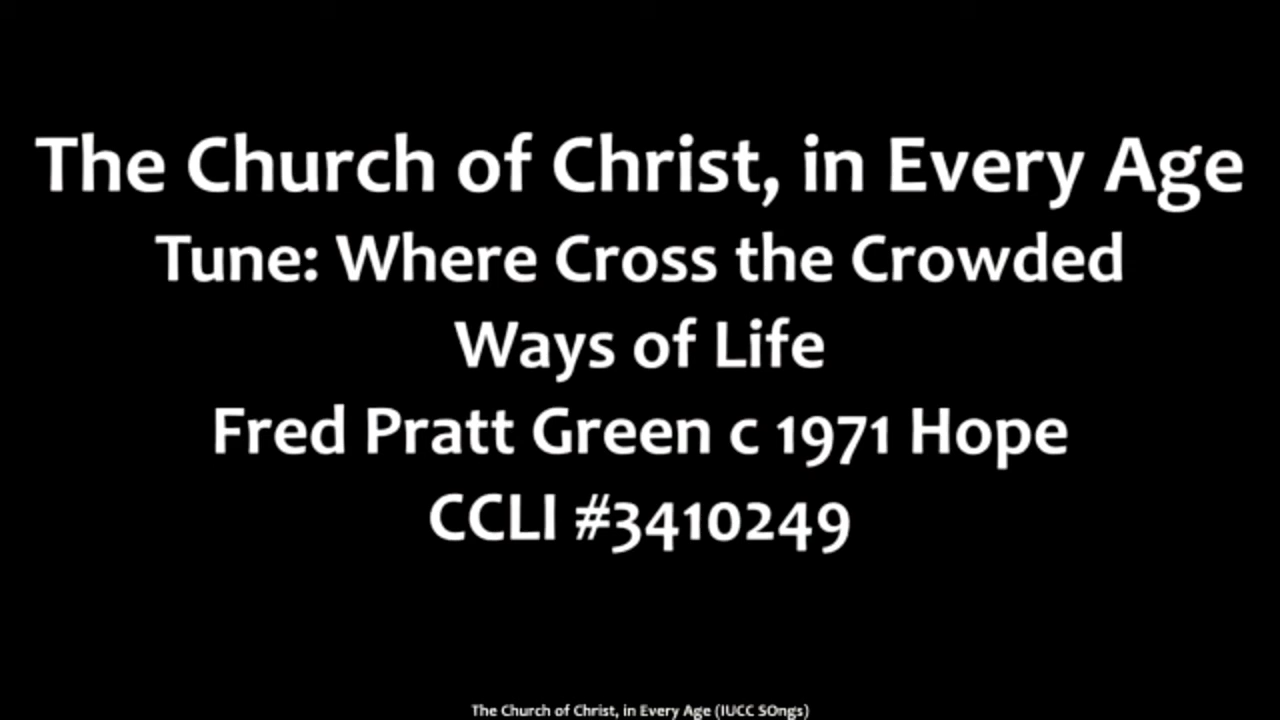 The Church of Christ, in Every Age
Tune: Where Cross the Crowded
Ways of Life
Fred Pratt Green c 1971 Hope
CCLI #3410249
The Church of Christ, in Every Age (IUCC SOngs)